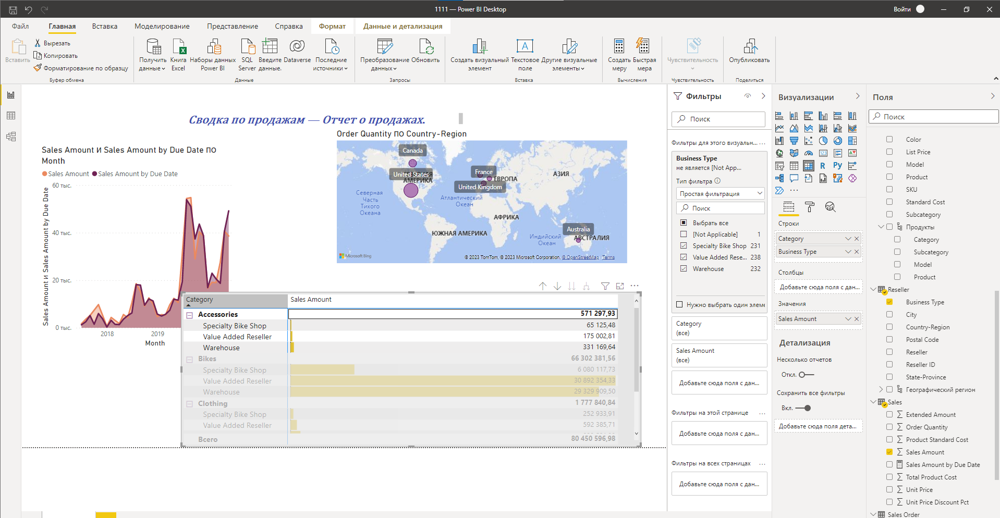 1111 — Power BI Desktop
Войти
Файл
Главная
Вставка
Моделирование
Представление
Справка
Формат
Данные и детализация
Вставить
Вырезать
Копировать
Форматирование по образцу
Буфер обмена
Получить
данные
Книга
Excel
Наборы данных
Power BI
SQL
Server
Введите
данные.
Dataverse
Последние
источники
Данные
Преобразование
данных
Обновить
Запросы
Создать визуальный
элемент
Текстовое
поле
Другие визуальные
элементы
Вставка
Создать
меру
Быстрая
мера
Вычисления
Чувствительность
Чувствительность
Опубликовать
Поделиться
Сводка по продажам — Отчет о продажах.
Sales Amount и Sales Amount by Due Date по
Month
Sales Amount
Sales Amount by Due Date
Sales Amount и Sales Amount by Due Date
60 тыс.
40 тыс.
20 тыс.
0 тыс.
2018
2019
Month
Order Quantity по Country-Region
Canada
United States
АМЕРИКА
France
ЕВРОПА
United Kingdom
АЗИЯ
Северная
Часть
Тихого
Океана
Атлантический
Океан
АФРИКА
ЮЖНАЯ АМЕРИКА
Индийский
Океан
Australia
АВСТРАЛИЯ
Microsoft Bing
© 2023 TomTom, © 2023 Microsoft Corporation, © OpenStreetMap Terms
Category
Sales Amount
Accessories
571 297,93
Specialty Bike Shop
65 125,48
Value Added Reseller
175 002,81
Warehouse
331 169,64
Bikes
66 302 381,56
Specialty Bike Shop
6 080 117,73
Value Added Reseller
30 892 354,33
Warehouse
29 329 909,50
Clothing
1 777 840,84
Specialty Bike Shop
252 933,91
Value Added Reseller
592 385,71
Всего
80 450 596,98
Фильтры
Поиск
Фильтры для этого визуальн... ...
Business Type
не является [Not App...
Тип фильтра
Простая фильтрация
Поиск
Выбрать все
[Not Applicable] 1
Specialty Bike Shop 231
Value Added Rese... 238
Warehouse 232
Нужно выбрать один элеме
Category
(все)
Sales Amount
(все)
Добавьте сюда поля с дан...
Фильтры на этой странице ...
Добавьте сюда поля с дан...
Фильтры на всех страницах ...
Добавьте сюда поля с дан...
Визуализации
R
Py
...
Строки
Category
Business Type
Столбцы
Добавьте сюда поля с дан...
Значения
Sales Amount
Детализация
Несколько отчетов
Откл.
Сохранить все фильтры
Вкл.
Добавьте сюда поля дета...
Поля
Поиск
Color
List Price
Model
Product
SKU
Standard Cost
Subcategory
Продукты
Category
Subcategory
Model
Product
Reseller
Business Type
City
Country-Region
Postal Code
Reseller
Reseller ID
State-Province
Географический регион
Sales
Extended Amount
Order Quantity
Product Standard Cost
Sales Amount
Sales Amount by Due Date
Total Product Cost
Unit Price
Unit Price Discount Pct
Sales Order